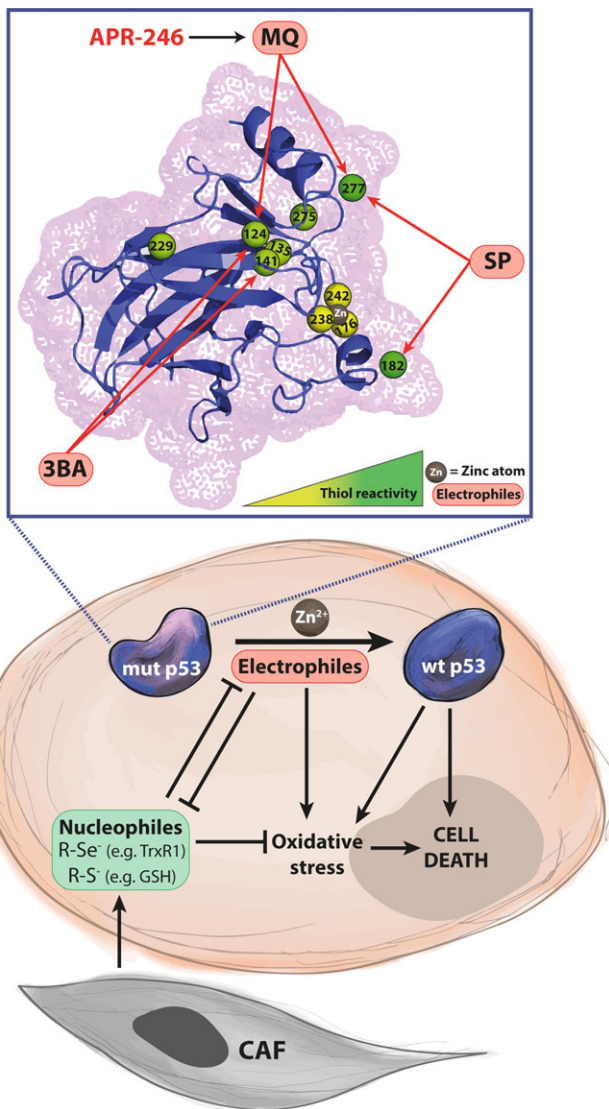 APR-246
MQ
277
275
124
135
229
141
SP
242
238
Zn
176
182
3BA
Thiol reactivity
Zn = Zinc atom
Electrophiles
Zn²⁺
mut p53
wt p53
Electrophiles
Nucleophiles
R-Se⁻ (e.g. TrxR1)
R-S⁻ (e.g. GSH)
Oxidative
stress
CELL
DEATH
CAF